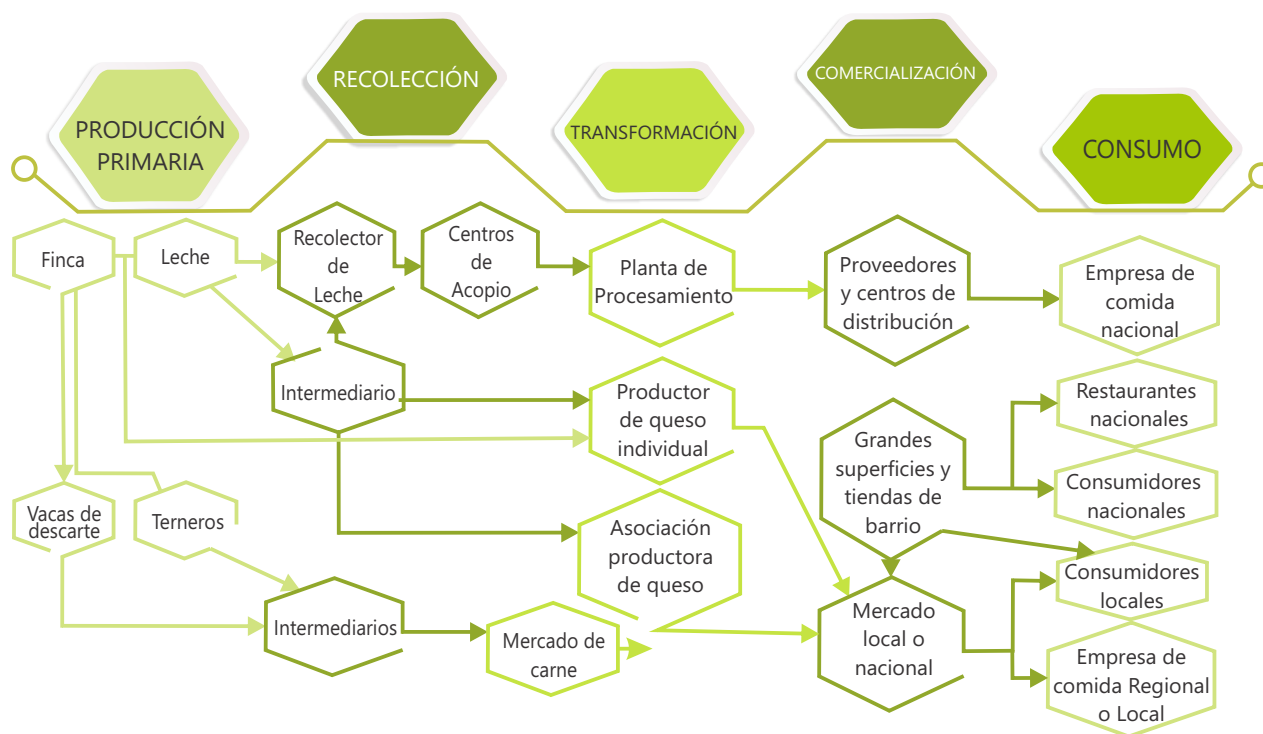 PRODUCCIÓN
PRIMARIA
RECOLECCIÓN
TRANSFORMACIÓN
COMERCIALIZACIÓN
CONSUMO
Finca
Leche
Recolector
de
Leche
Centros
de
Acopio
Planta de
Procesamiento
Proveedores
y centros de
distribución
Empresa de
comida
nacional
Intermediario
Productor
de queso
individual
Grandes
superficies y
tiendas de
barrio
Restaurantes
nacionales
Consumidores
nacionales
Vacas de
descarte
Terneros
Asociación
productora
de queso
Consumidores
locales
Intermediarios
Mercado de
carne
Mercado
local o
nacional
Empresa de
comida Regional
o Local